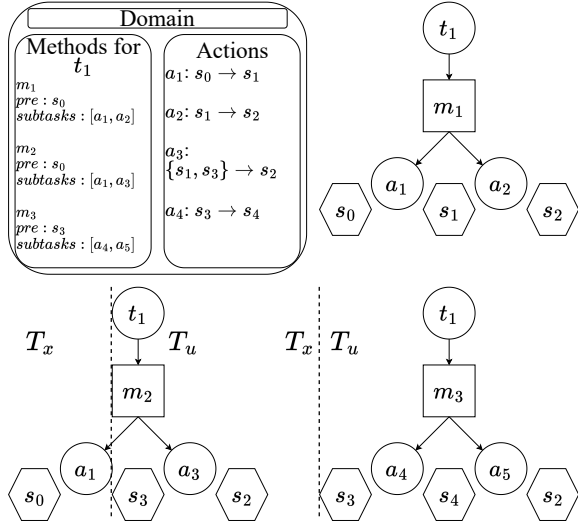 Domain
Methods for
t₁
m₁
pre : s₀
subtasks : [a₁, a₂]
m₂
pre : s₀
subtasks : [a₁, a₃]
m₃
pre : s₃
subtasks : [a₄, a₅]
Actions
a₁: s₀ → s₁
a₂: s₁ → s₂
a₃:
{s₁, s₃} → s₂
a₄: s₃ → s₄
t₁
m₁
a₁ a₂
s₀ s₁ s₂
t₁
Tₓ Tᵤ
m₂
a₁ a₃
s₀ s₃ s₂
t₁
Tₓ Tᵤ
m₃
a₄ a₅
s₃ s₄ s₂